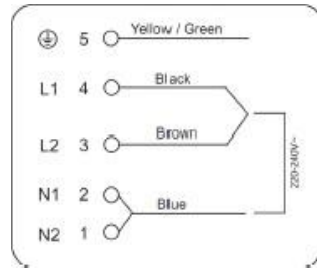 5 Yellow / Green
L1 4 Black
L2 3 Brown
N1 2
Blue
N2 1
220-240V~